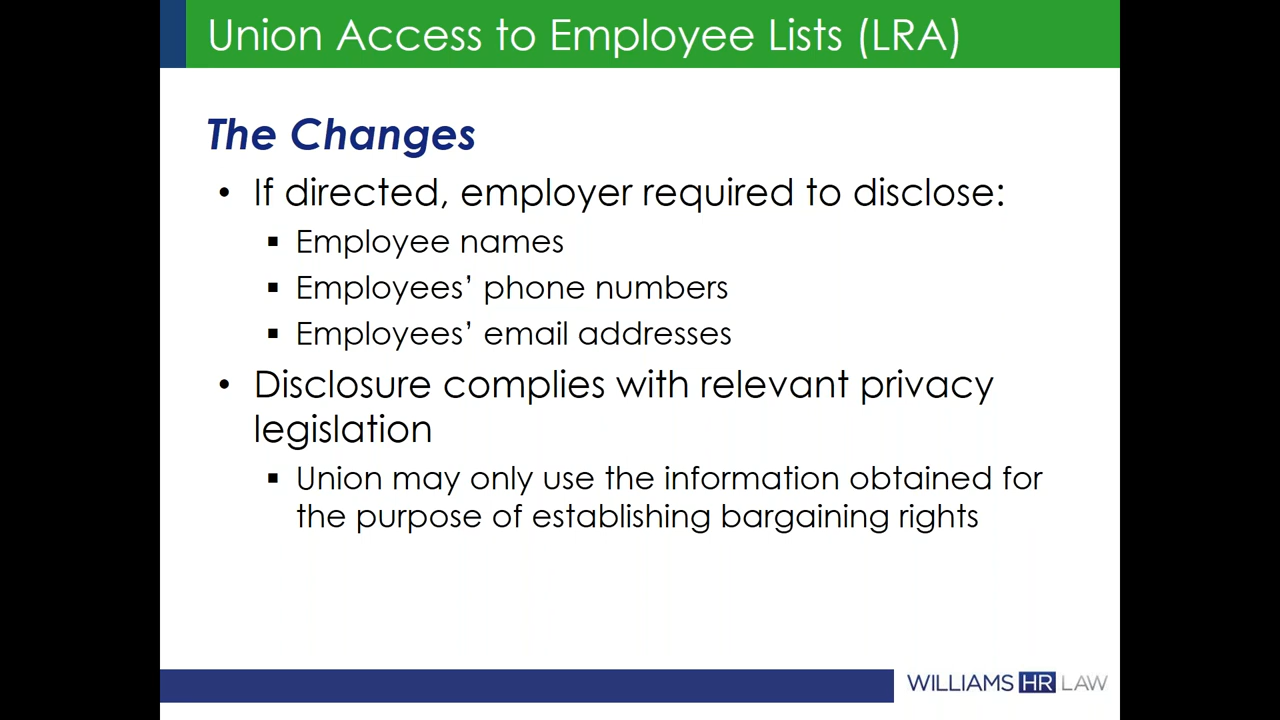 Union Access to Employee Lists (LRA)
The Changes
• If directed, employer required to disclose:
▪ Employee names
▪ Employees’ phone numbers
▪ Employees’ email addresses
• Disclosure complies with relevant privacy
legislation
▪ Union may only use the information obtained for
the purpose of establishing bargaining rights
WILLIAMS HR LAW